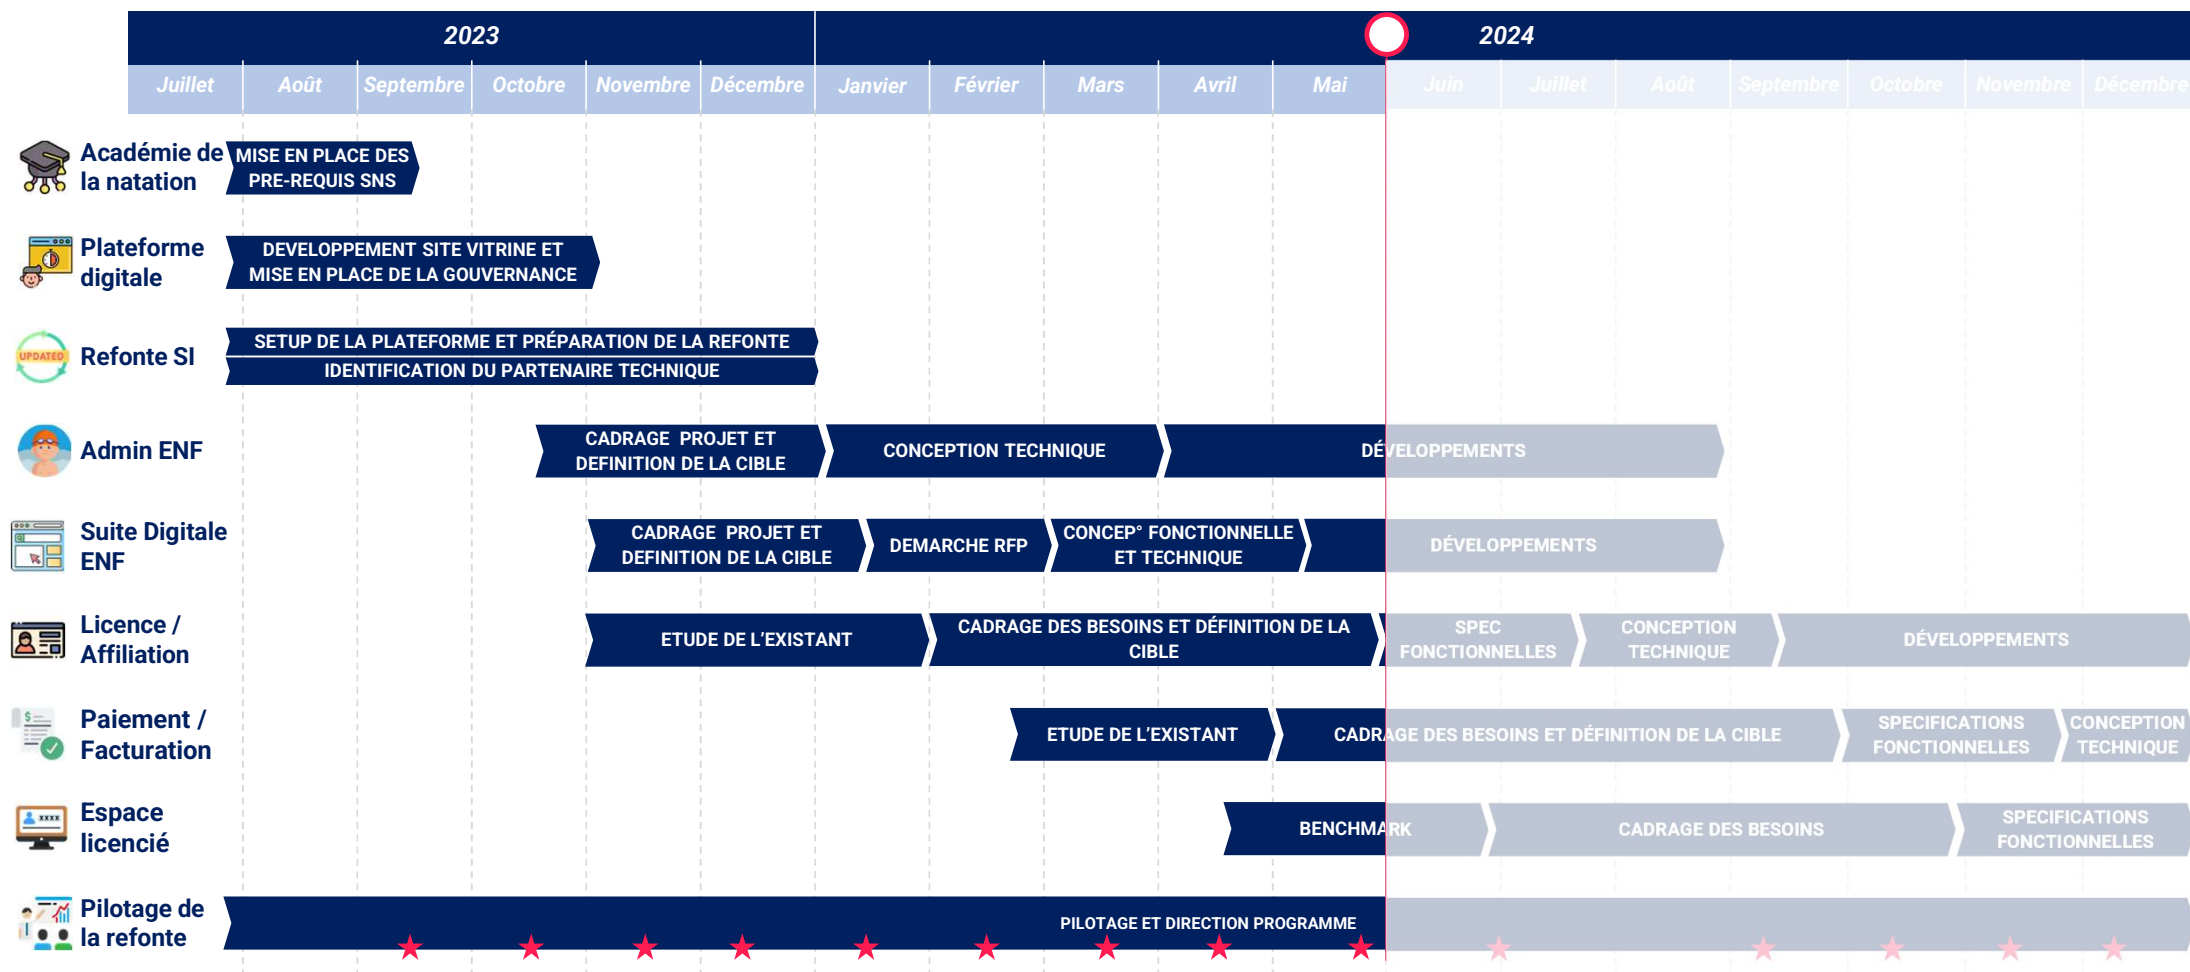 2023
2024
Juillet
Août
Septembre
Octobre
Novembre
Décembre
Janvier
Février
Mars
Avril
Mai
Juin
Juillet
Août
Septembre
Octobre
Novembre
Décembre
Académie de
la natation
MISE EN PLACE DES
PRE-REQUIS SNS
Plateforme
digitale
DEVELOPPEMENT SITE VITRINE ET
MISE EN PLACE DE LA GOUVERNANCE
UPDATED
Refonte SI
SETUP DE LA PLATEFORME ET PRÉPARATION DE LA REFONTE
IDENTIFICATION DU PARTENAIRE TECHNIQUE
Admin ENF
CADRAGE PROJET ET
DEFINITION DE LA CIBLE
CONCEPTION TECHNIQUE
DÉVELOPPEMENTS
Suite Digitale
ENF
CADRAGE PROJET ET
DEFINITION DE LA CIBLE
DEMARCHE RFP
CONCEP° FONCTIONNELLE
ET TECHNIQUE
DÉVELOPPEMENTS
Licence /
Affiliation
ETUDE DE L'EXISTANT
CADRAGE DES BESOINS ET DÉFINITION DE LA
CIBLE
SPEC
FONCTIONNELLES
CONCEPTION
TECHNIQUE
DÉVELOPPEMENTS
$
Paiement /
Facturation
ETUDE DE L'EXISTANT
CADRAGE DES BESOINS ET DÉFINITION DE LA CIBLE
SPECIFICATIONS
FONCTIONNELLES
CONCEPTION
TECHNIQUE
xxxx
Espace
licencié
BENCHMARK
CADRAGE DES BESOINS
SPECIFICATIONS
FONCTIONNELLES
Pilotage de
la refonte
PILOTAGE ET DIRECTION PROGRAMME